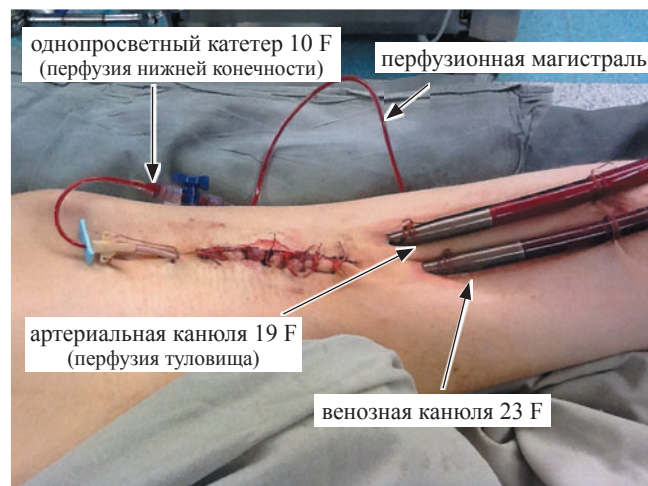 однопросветный катетер 10 F
(перфузия нижней конечности)
перфузионная магистраль
артериальная канюля 19 F
(перфузия туловища)
венозная канюля 23 F